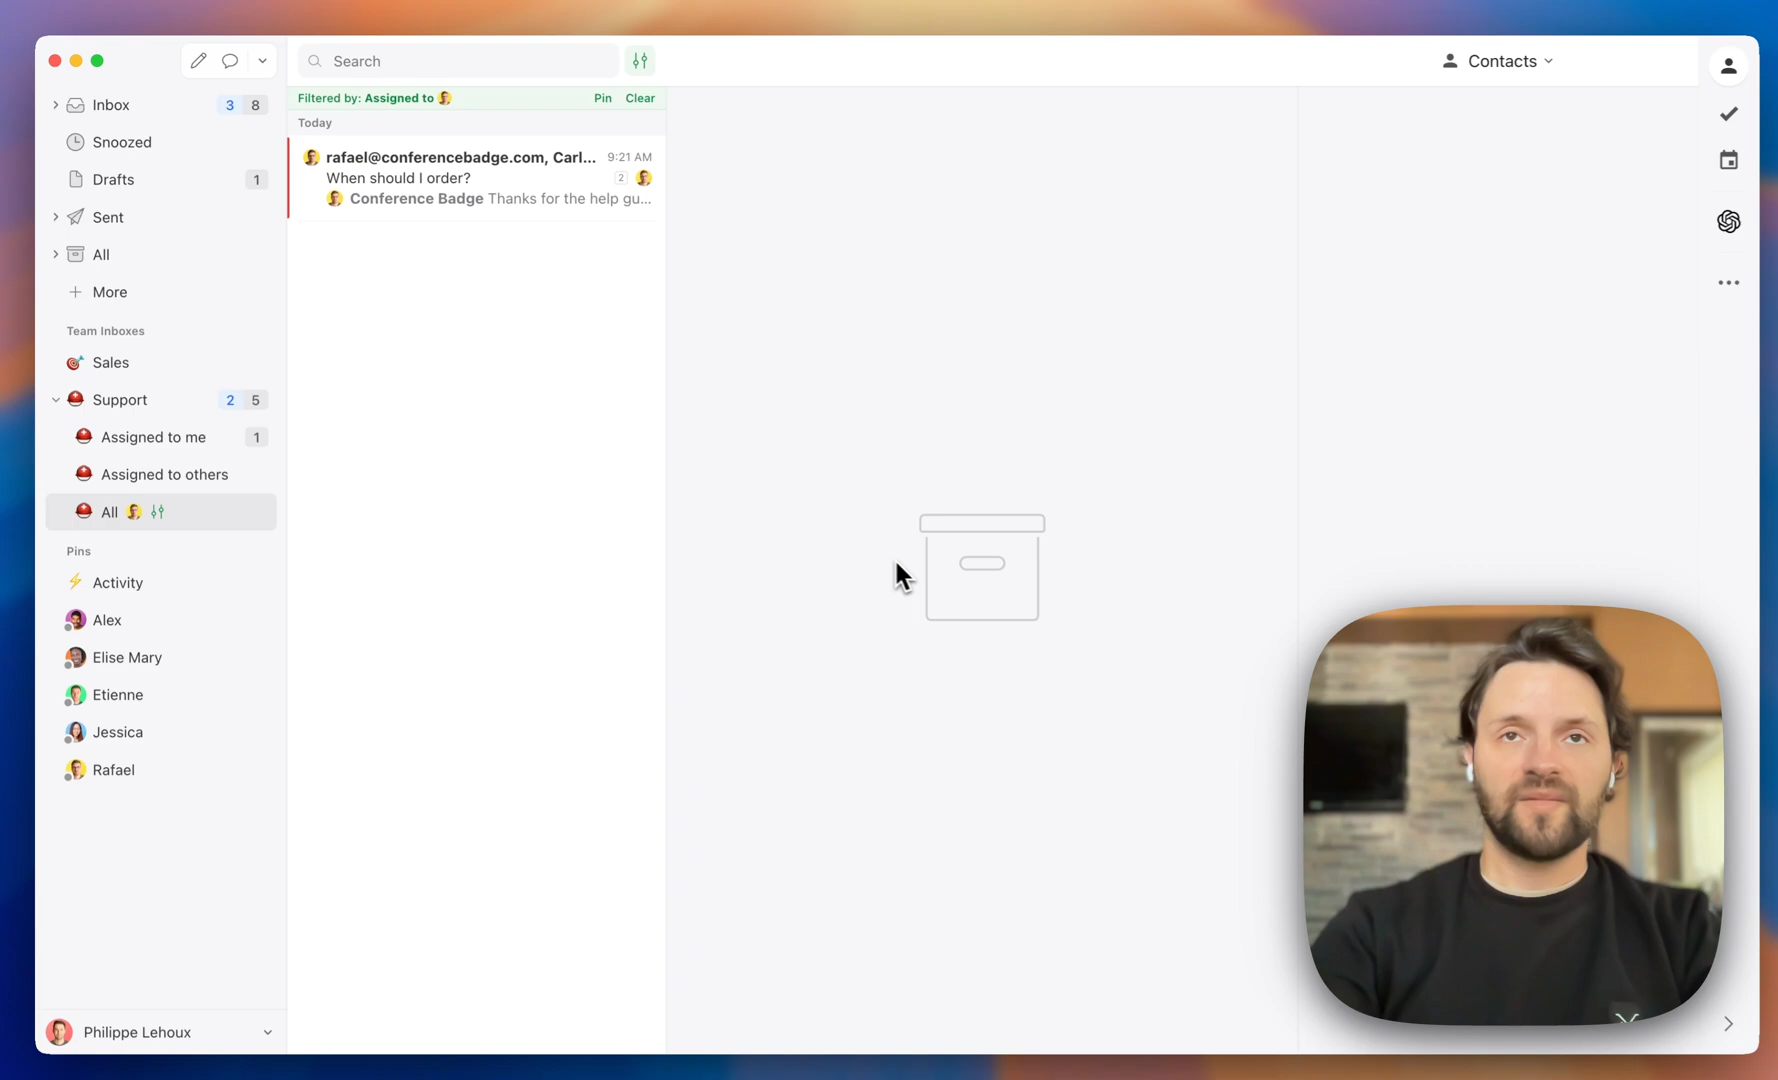 Search
Contacts
Inbox 3 8
Snoozed
Drafts 1
Sent
All
More
Team Inboxes
Sales
Support 2 5
Assigned to me 1
Assigned to others
All
Pins
Activity
Alex
Elise Mary
Etienne
Jessica
Rafael
Philippe Lehoux
Filtered by: Assigned to Pin Clear
Today
rafael@conferencebadge.com, Carl... 9:21 AM
When should I order? 2
Conference Badge Thanks for the help gu...